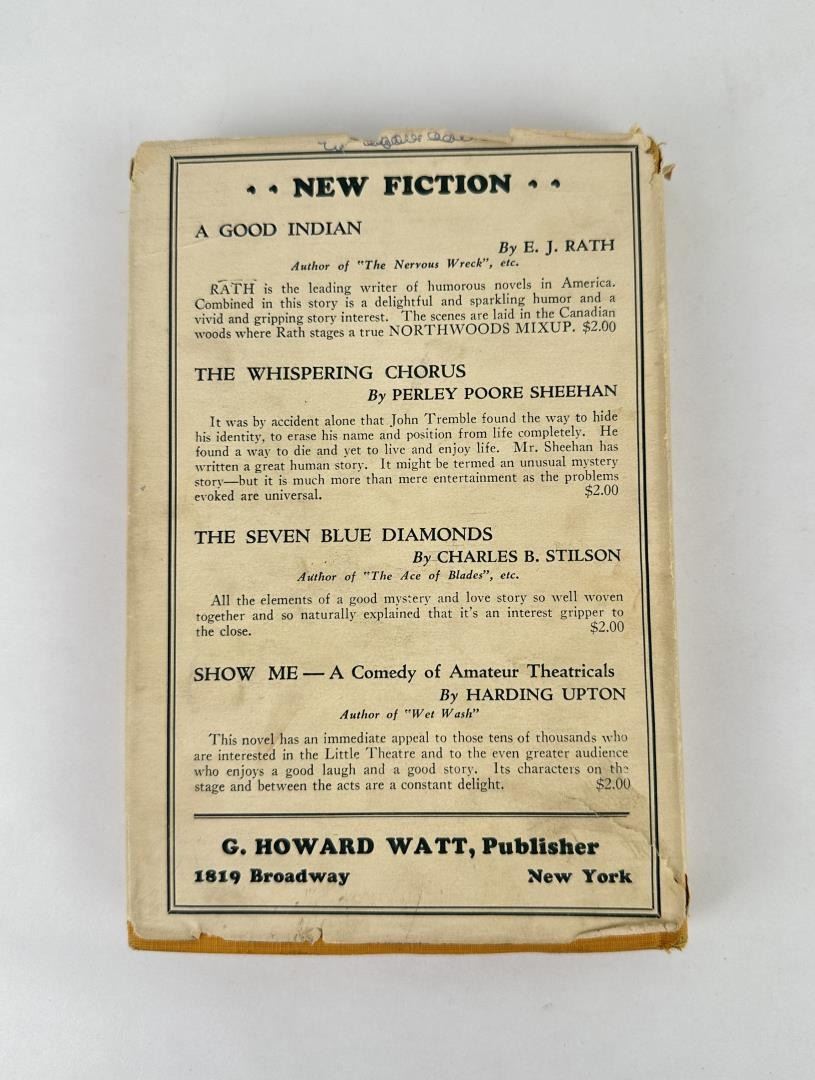 NEW FICTION
A GOOD INDIAN
By E. J. RATH
Author of "The Nervous Wreck", etc.
RATH is the leading writer of humorous novels in America.
Combined in this story is a delightful and sparkling humor and a
vivid and gripping story interest. The scenes are laid in the Canadian
woods where Rath stages a true NORTHWOODS MIXUP. $2.00
THE WHISPERING CHORUS
By PERLEY POORE SHEEHAN
It was by accident alone that John Tremble found the way to hide
his identity, to erase his name and position from life completely. He
found a way to die and yet to live and enjoy life. Mr. Sheehan has
written a great human story. It might be termed an unusual mystery
story—but it is much more than mere entertainment as the problems
evoked are universal. $2.00
THE SEVEN BLUE DIAMONDS
By CHARLES B. STILSON
Author of "The Ace of Blades", etc.
All the elements of a good mystery and love story so well woven
together and so naturally explained that it's an interest gripper to
the close. $2.00
SHOW ME — A Comedy of Amateur Theatricals
By HARDING UPTON
Author of "Wet Wash"
This novel has an immediate appeal to those tens of thousands who
are interested in the Little Theatre and to the even greater audience
who enjoys a good laugh and a good story. Its characters on the
stage and between the acts are a constant delight. $2.00
G. HOWARD WATT, Publisher
1819 Broadway New York